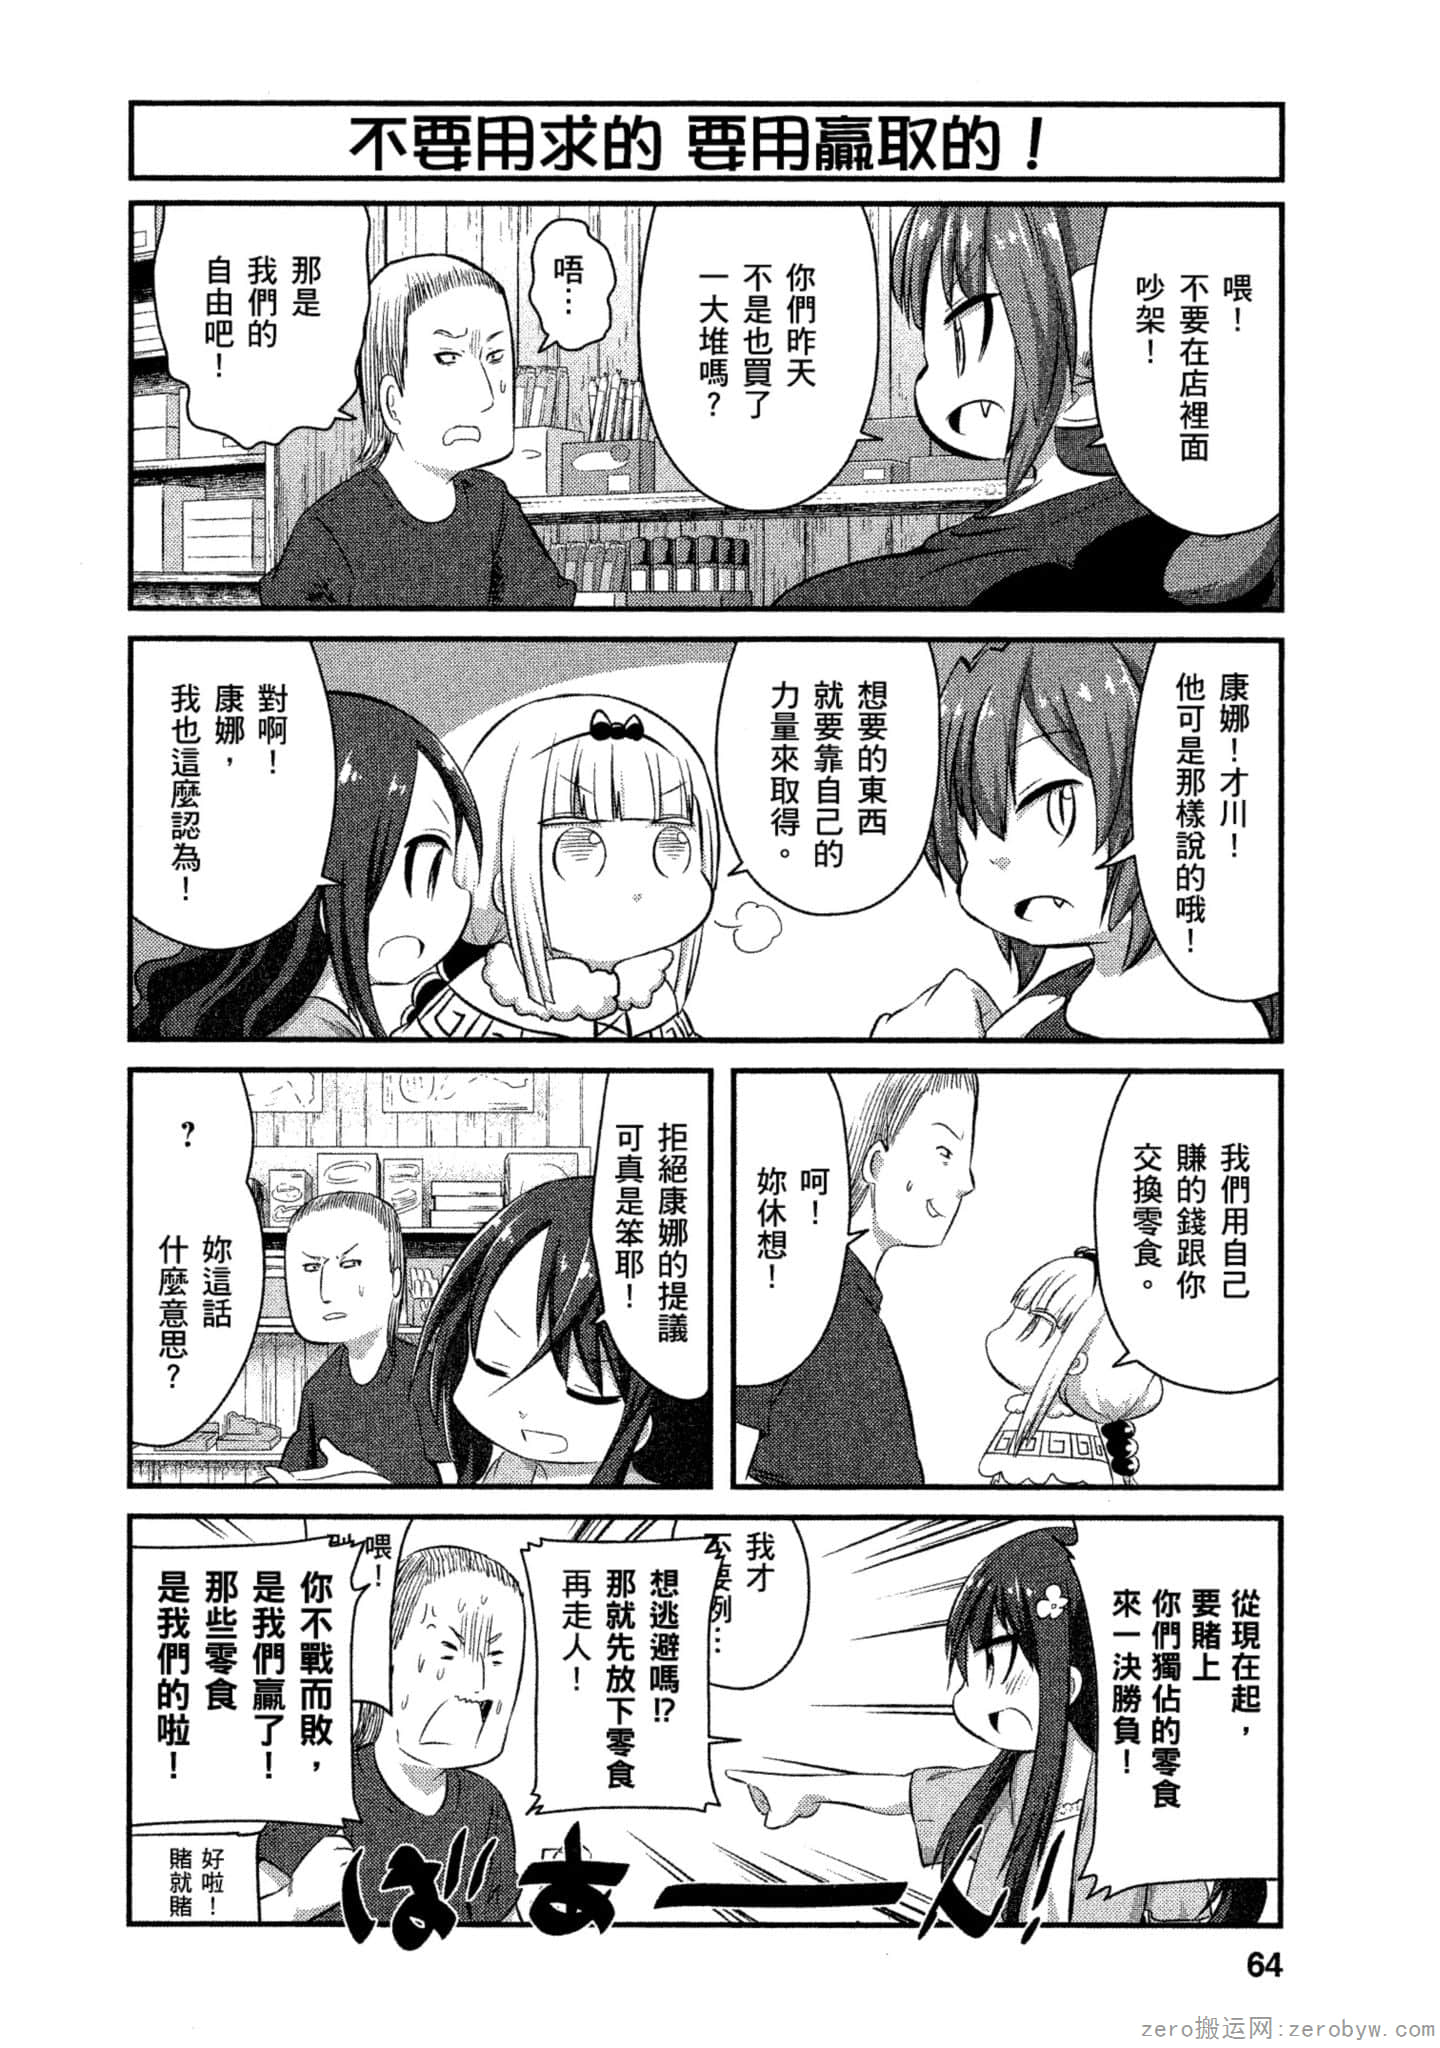 不要用求的 要用贏取的！
喂！
不要在店裡面
吵架！
你們昨天
不是也買了
一大堆嗎？
唔…
那是
我們的
自由吧！
康娜！才川！
他可是那樣說的哦！
想要的東西
就要靠自己的
力量來取得。
對啊！
康娜，
我也這麼認為！
我們用自己
賺的錢跟你
交換零食。
呵！
妳休想！
拒絕康娜的提議
可真是笨耶！
？
妳這話
什麼意思？
從現在起，
要賭上
你們獨佔的零食
來一決勝負！
我才
不要咧…
想逃避嗎!?
那就先放下零食
再走人！
喂！
你不戰而敗，
是我們贏了！
那些零食
是我們的啦！
好啦！
賭就賭
ばぁーん！
64
zero搬运网:zerobyw.com/